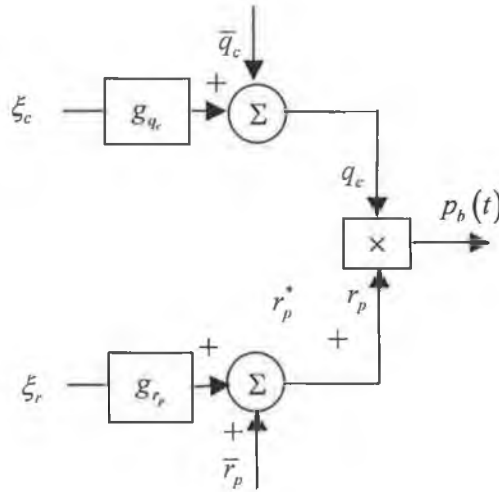 q̄_c
+
ξ_c
g_{q_c}
Σ
q_c
p_b(t)
×
r_p^*
r_p
+
+
ξ_r
g_{r_p}
Σ
+
r̄_p